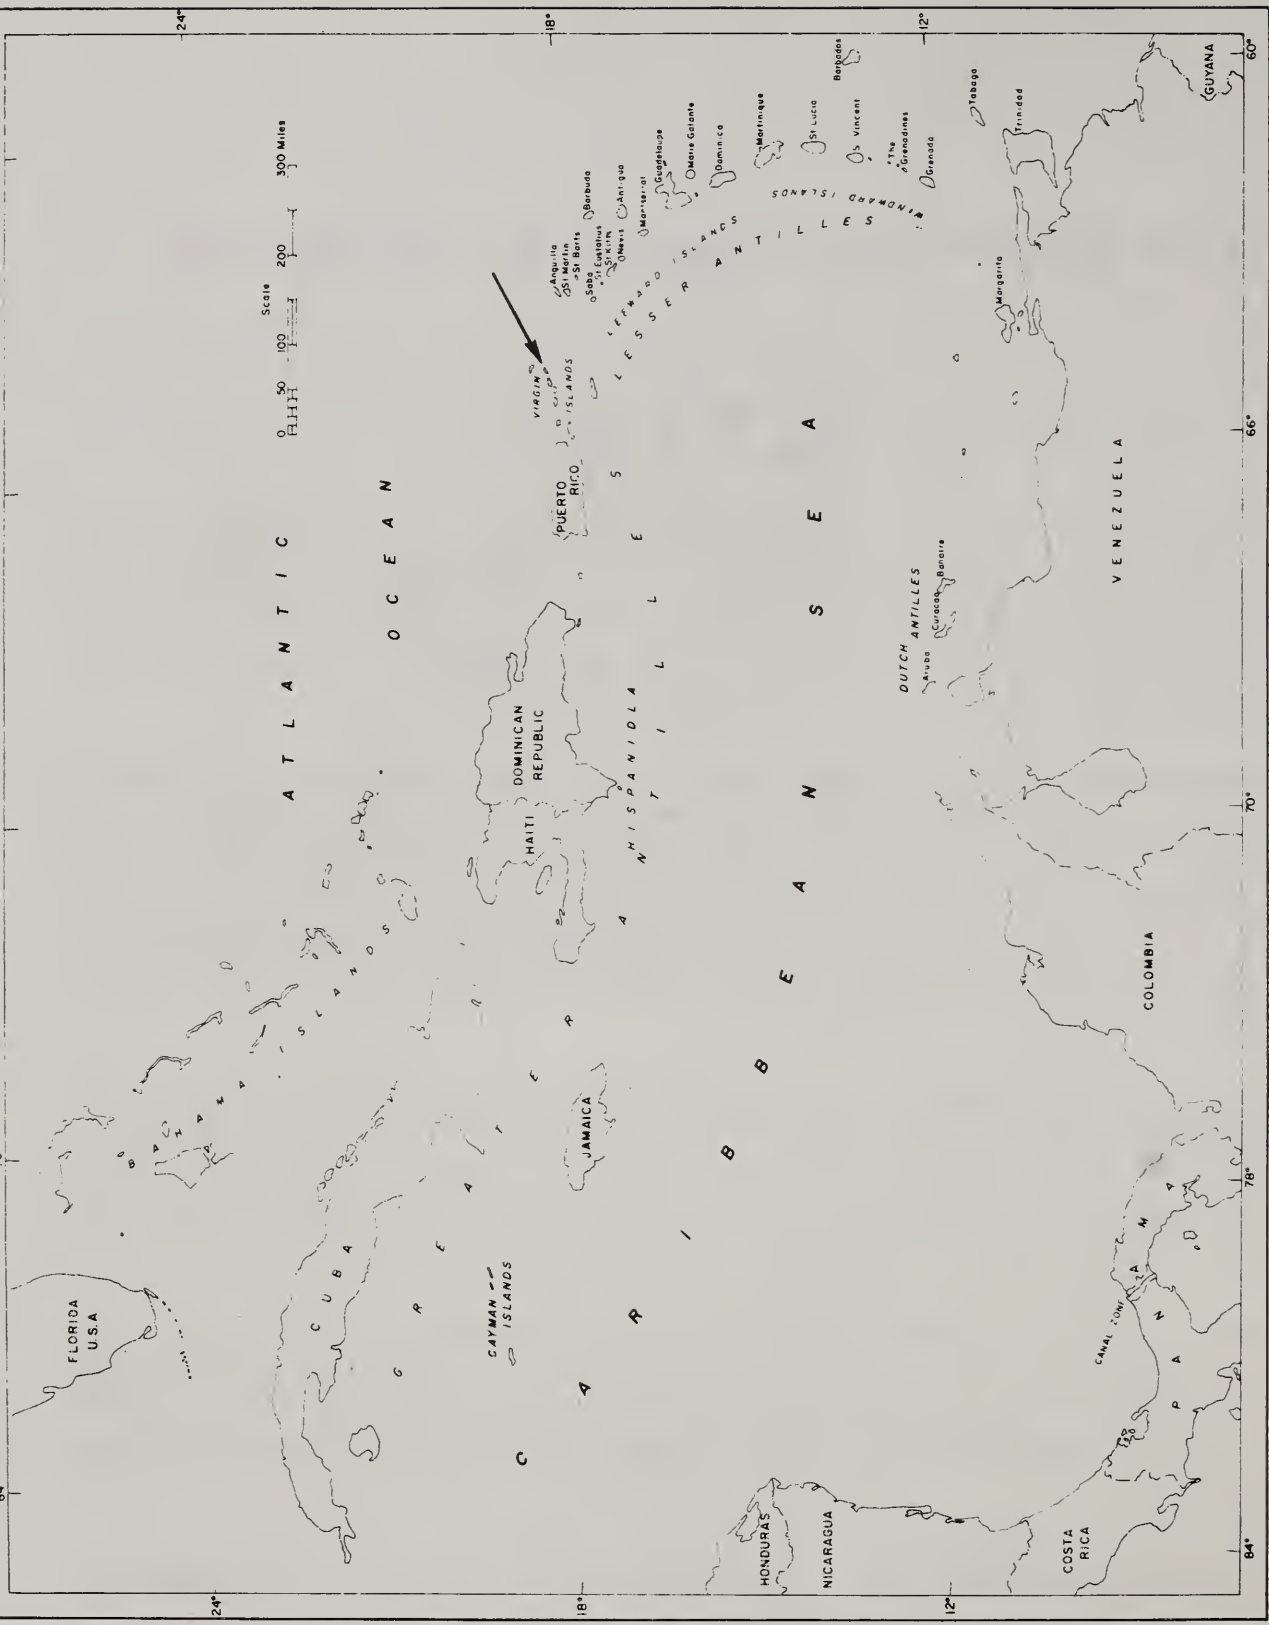 24°
18°
12°
60°
66°
70°
78°
84°
24°
18°
12°
Scale
0 50 100 200 300 Miles
ATLANTIC
OCEAN
FLORIDA
U.S.A
BAHAMA ISLANDS
CUBA
CAYMAN
ISLANDS
JAMAICA
HAITI
DOMINICAN
REPUBLIC
HISPANIOLA
PUERTO
RICO
VIRGIN
ISLANDS
GREATER ANTILLES
Anguilla
St Martin
St Barts
Saba
St Eustatius
St Kitts
Nevis
Barbuda
Antigua
Montserrat
Guadeloupe
Marie Galante
Dominica
Martinique
St Lucia
St Vincent
Barbados
The
Grenadines
Grenada
Tabago
Trinidad
LEEWARD ISLANDS
LESSER ANTILLES
WINDWARD ISLANDS
CARIBBEAN SEA
DUTCH
ANTILLES
Aruba
Curacao
Bonaire
Margarita
GUYANA
VENEZUELA
COLOMBIA
CANAL ZONE
PANAMA
COSTA
RICA
NICARAGUA
HONDURAS